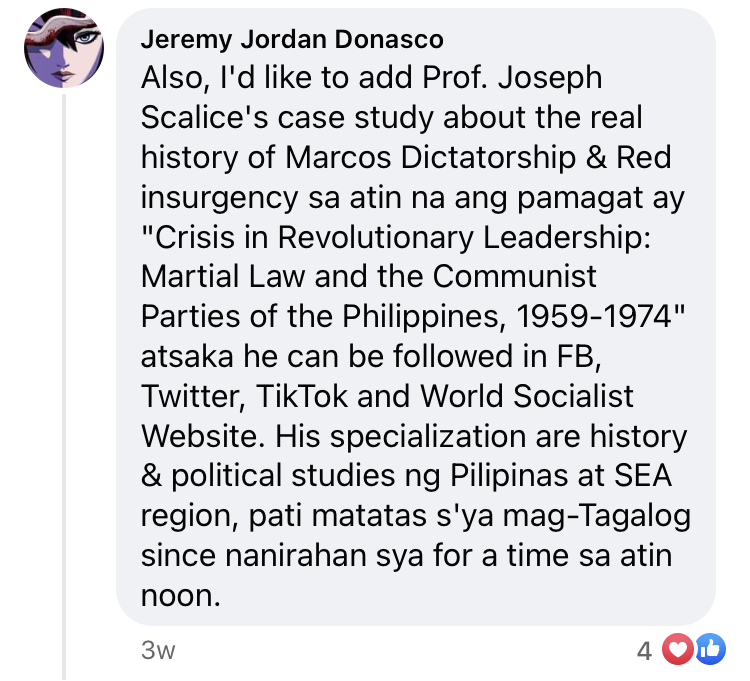 Jeremy Jordan Donasco
Also, I'd like to add Prof. Joseph
Scalice's case study about the real
history of Marcos Dictatorship & Red
insurgency sa atin na ang pamagat ay
"Crisis in Revolutionary Leadership:
Martial Law and the Communist
Parties of the Philippines, 1959-1974"
atsaka he can be followed in FB,
Twitter, TikTok and World Socialist
Website. His specialization are history
& political studies ng Pilipinas at SEA
region, pati matatas s'ya mag-Tagalog
since nanirahan sya for a time sa atin
noon.
3w 4